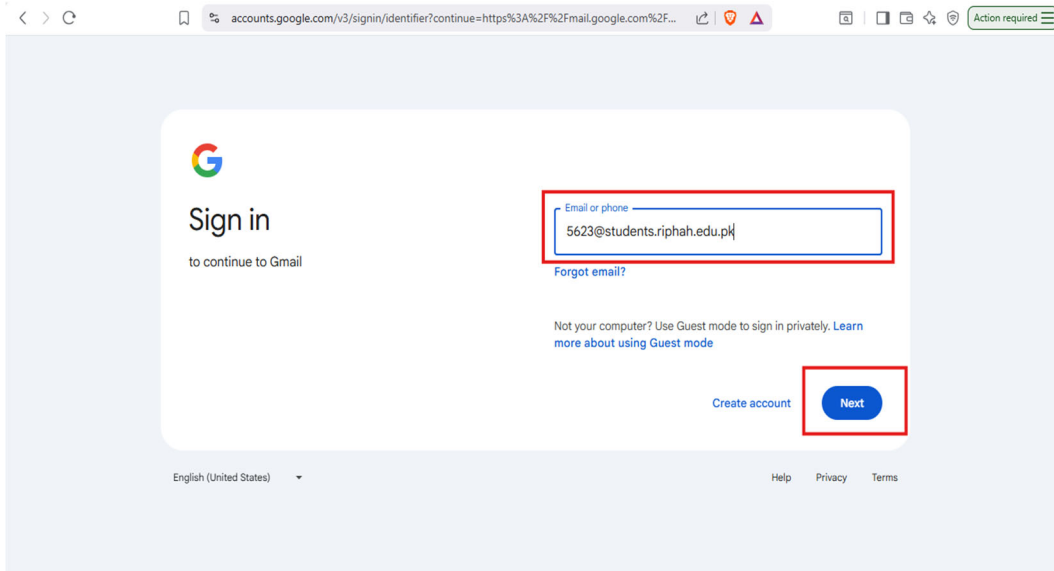 accounts.google.com/v3/signin/identifier?continue=https%3A%2F%2Fmail.google.com%2F...
Action required
Sign in
to continue to Gmail
Email or phone
5623@students.riphah.edu.pk
Forgot email?
Not your computer? Use Guest mode to sign in privately. Learn
more about using Guest mode
Create account
Next
English (United States)
Help
Privacy
Terms